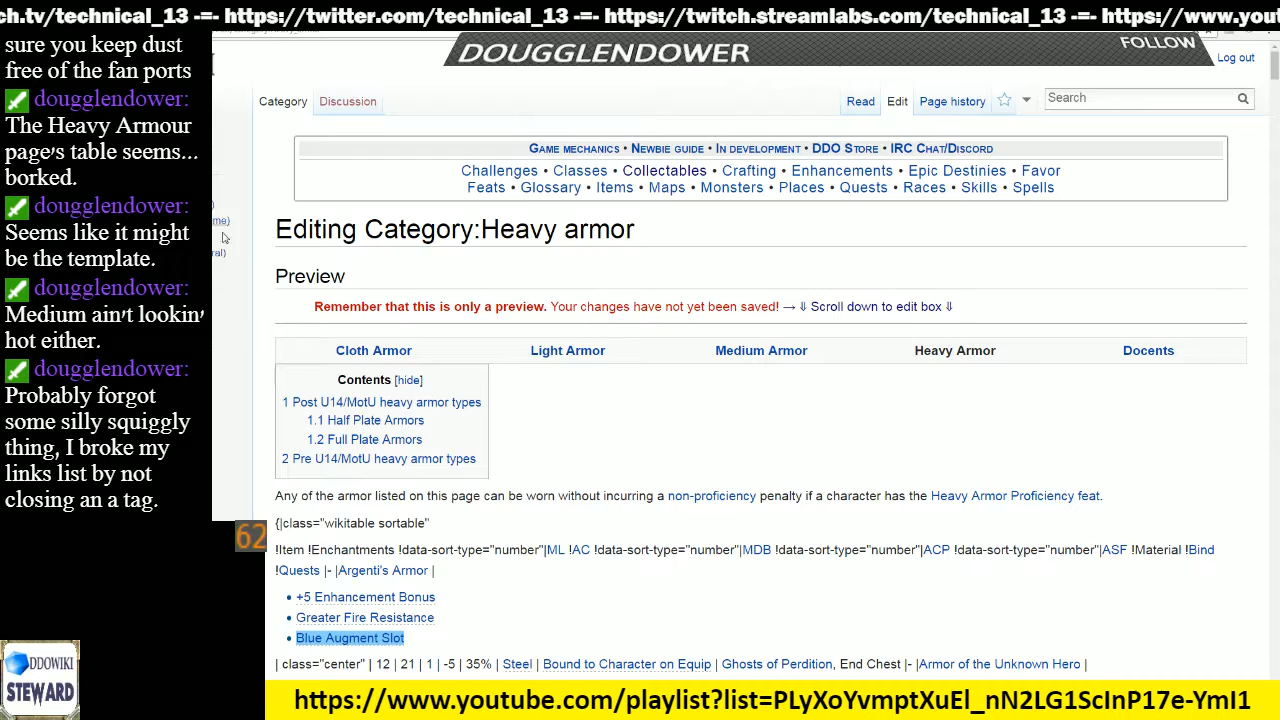 ch.tv/technical_13 -=- https://twitter.com/technical_13 -=- https://twitch.streamlabs.com/technical_13 -=- https://www.yout
sure you keep dust
free of the fan ports
dougglendower:
The Heavy Armour
page's table seems...
borked.
dougglendower:
Seems like it might
be the template.
dougglendower:
Medium ain't lookin'
hot either.
dougglendower:
Probably forgot
some silly squiggly
thing, I broke my
links list by not
closing an a tag.
DDOWIKI
STEWARD
62
DOUGGLENDOWER
FOLLOW
Log out
Category
Discussion
Read
Edit
Page history
Search
Game mechanics • Newbie guide • In development • DDO Store • IRC Chat/Discord
Challenges • Classes • Collectables • Crafting • Enhancements • Epic Destinies • Favor
Feats • Glossary • Items • Maps • Monsters • Places • Quests • Races • Skills • Spells
me)
ral)
Editing Category:Heavy armor
Preview
Remember that this is only a preview. Your changes have not yet been saved! → ⇓ Scroll down to edit box ⇓
Cloth Armor
Light Armor
Medium Armor
Heavy Armor
Docents
Contents [hide]
1 Post U14/MotU heavy armor types
1.1 Half Plate Armors
1.2 Full Plate Armors
2 Pre U14/MotU heavy armor types
Any of the armor listed on this page can be worn without incurring a non-proficiency penalty if a character has the Heavy Armor Proficiency feat.
{|class="wikitable sortable"
!Item !Enchantments !data-sort-type="number"|ML !AC !data-sort-type="number"|MDB !data-sort-type="number"|ACP !data-sort-type="number"|ASF !Material !Bind
!Quests |- |Argenti's Armor |
• +5 Enhancement Bonus
• Greater Fire Resistance
• Blue Augment Slot
| class="center" | 12 | 21 | 1 | -5 | 35% | Steel | Bound to Character on Equip | Ghosts of Perdition, End Chest |- |Armor of the Unknown Hero |
https://www.youtube.com/playlist?list=PLyXoYvmptXuEl_nN2LG1ScInP17e-YmI1